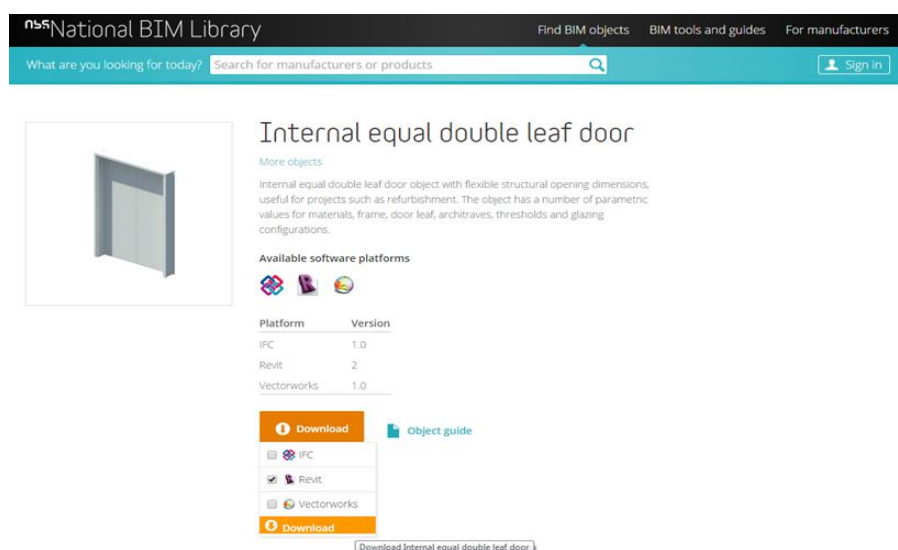 nbs National BIM Library
Find BIM objects BIM tools and guides For manufacturers
What are you looking for today? Search for manufacturers or products Sign in
Internal equal double leaf door
More objects
Internal equal double leaf door object with flexible structural opening dimensions,
useful for projects such as refurbishment. The object has a number of parametric
values for materials, frame, door leaf, architraves, thresholds and glazing
configurations.
Available software platforms
Platform Version
IFC 1.0
Revit 2
Vectorworks 1.0
Download Object guide
IFC
Revit
Vectorworks
Download
Download Internal equal double leaf door